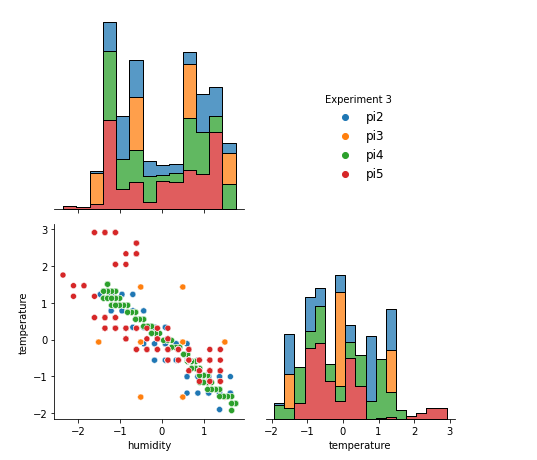 Experiment 3
pi2
pi3
pi4
pi5
3
2
1
0
−1
−2
temperature
−2 −1 0 1
humidity
−2 −1 0 1 2 3
temperature